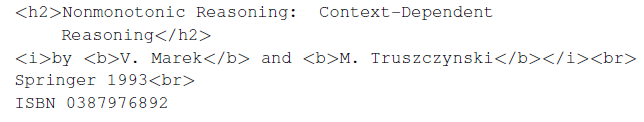 <h2>Nonmonotonic Reasoning: Context-Dependent
Reasoning</h2>
<i>by <b>V. Marek</b> and <b>M. Truszczynski</b></i><br>
Springer 1993<br>
ISBN 0387976892